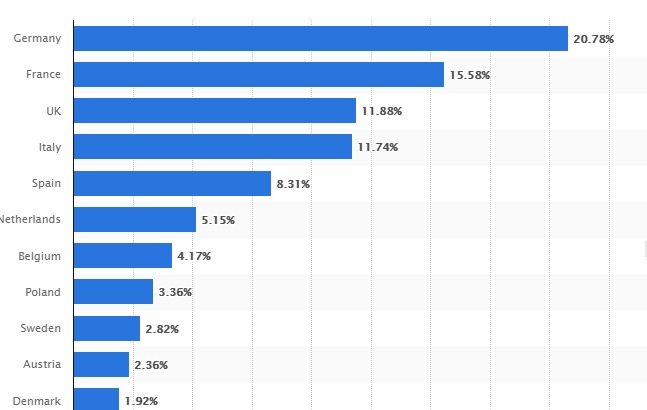 Germany 20.78%
France 15.58%
UK 11.88%
Italy 11.74%
Spain 8.31%
Netherlands 5.15%
Belgium 4.17%
Poland 3.36%
Sweden 2.82%
Austria 2.36%
Denmark 1.92%